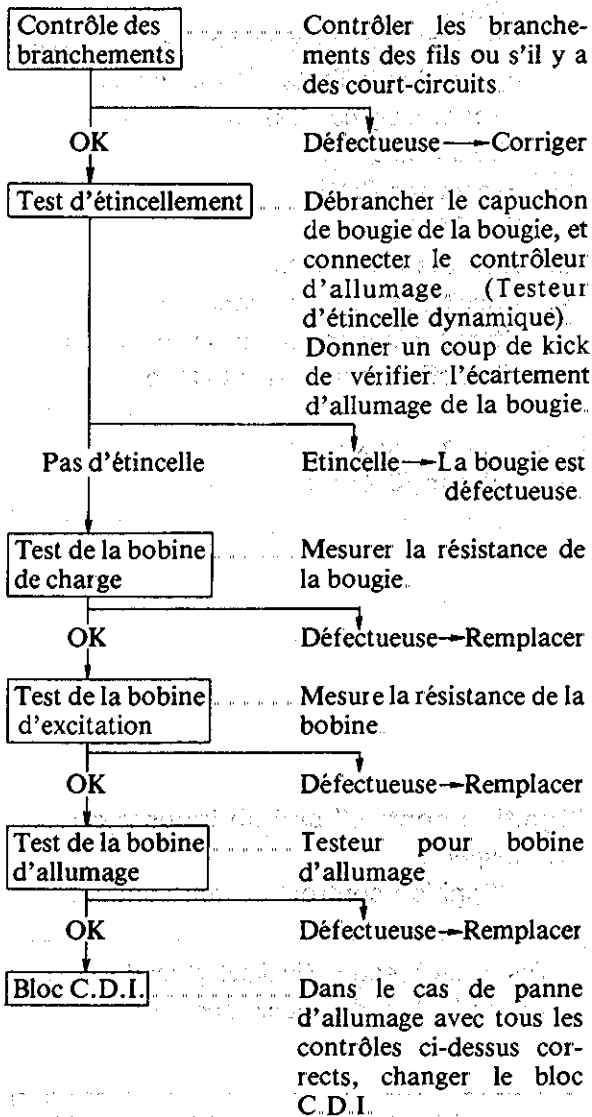 Contrôle des branchements
Contrôler les branche-
ments des fils ou s'il y a
des court-circuits.
OK
Défectueuse→Corriger
Test d'étincellement
Débrancher le capuchon
de bougie de la bougie, et
connecter le contrôleur
d'allumage. (Testeur
d'étincelle dynamique)
Donner un coup de kick
de vérifier l'écartement
d'allumage de la bougie.
Pas d'étincelle
Etincelle→La bougie est
défectueuse.
Test de la bobine
de charge
Mesurer la résistance de
la bougie.
OK
Défectueuse→Remplacer
Test de la bobine
d'excitation
Mesure la résistance de la
bobine.
OK
Défectueuse→Remplacer
Test de la bobine
d'allumage
Testeur pour bobine
d'allumage
OK
Défectueuse→Remplacer
Bloc C.D.I.
Dans le cas de panne
d'allumage avec tous les
contrôles ci-dessus cor-
rects, changer le bloc
C.D.I.